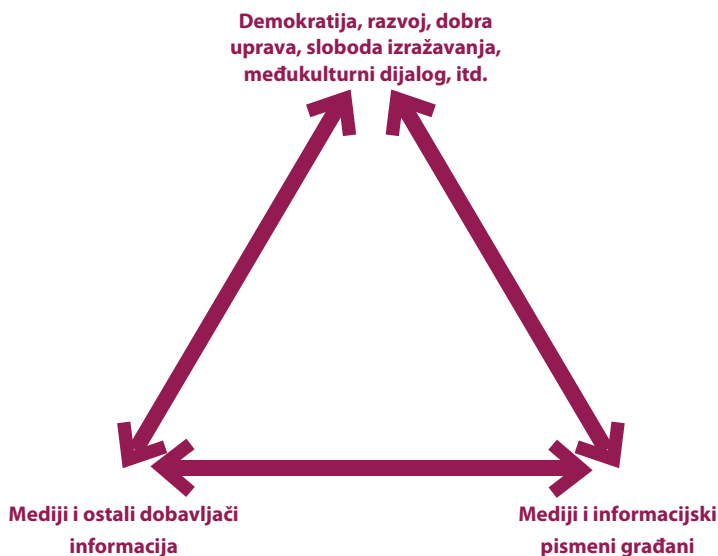 Demokratija, razvoj, dobra
uprava, sloboda izražavanja,
međukulturni dijalog, itd.
Mediji i ostali dobavljači
informacija
Mediji i informacijski
pismeni građani